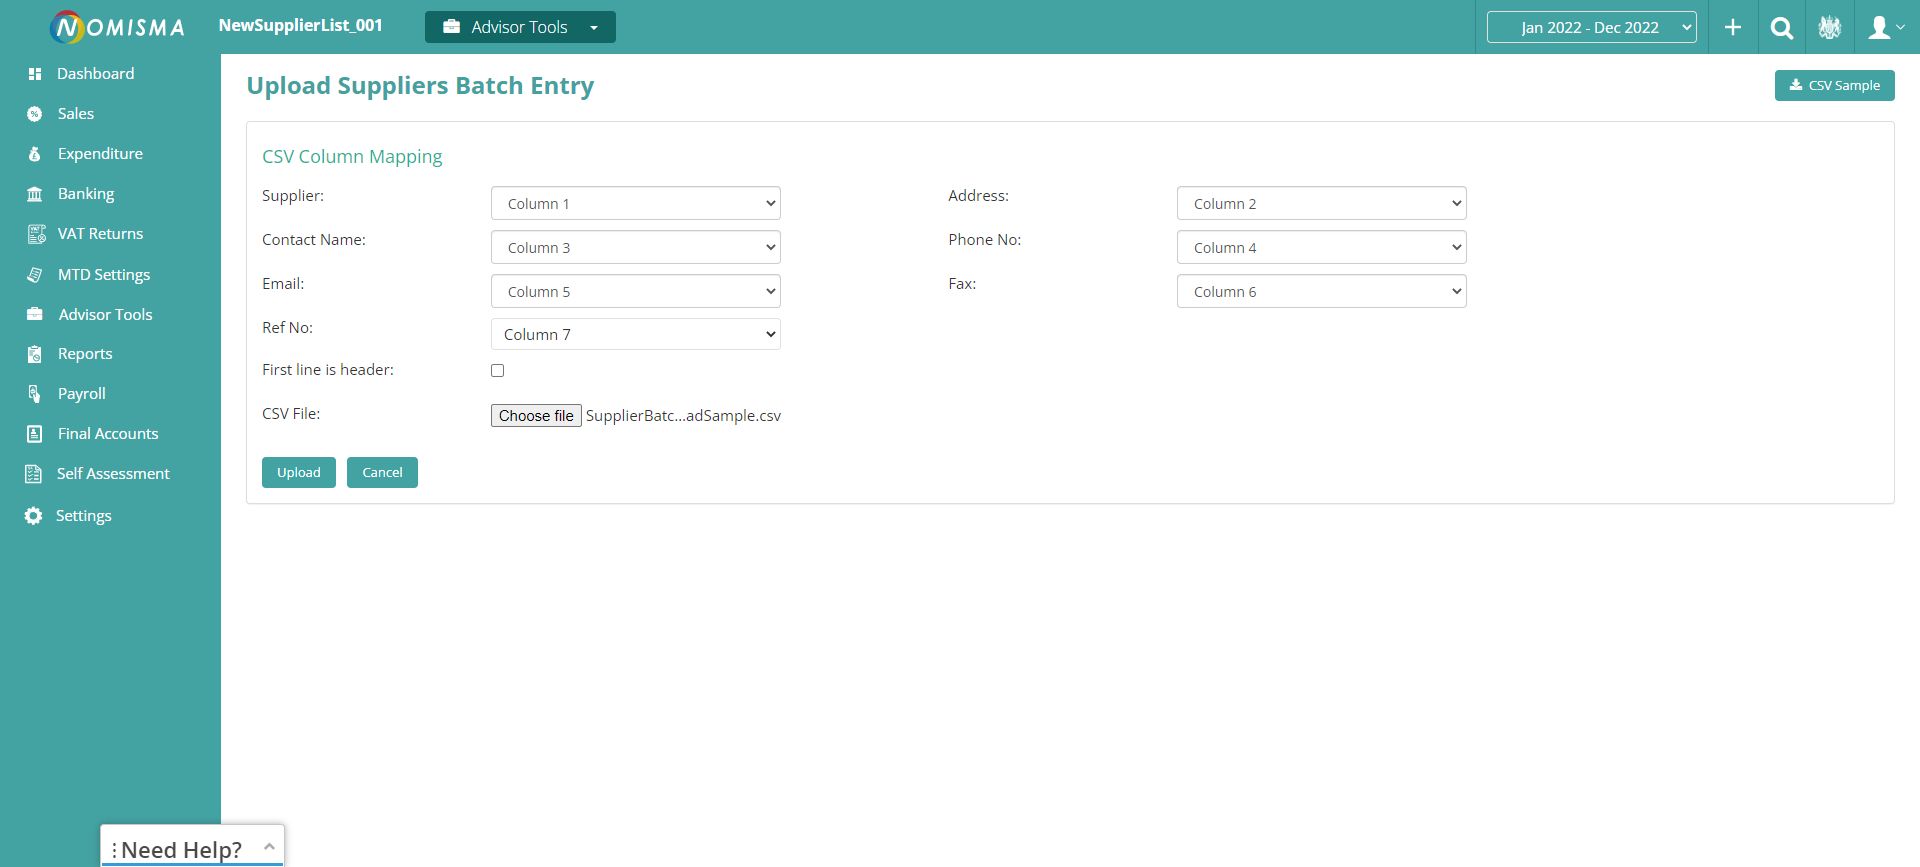 NOMISMA
NewSupplierList_001
Advisor Tools
Jan 2022 - Dec 2022
Dashboard
Sales
Expenditure
Banking
VAT Returns
MTD Settings
Advisor Tools
Reports
Payroll
Final Accounts
Self Assessment
Settings
Upload Suppliers Batch Entry
CSV Sample
CSV Column Mapping
Supplier: Column 1 Address: Column 2
Contact Name: Column 3 Phone No: Column 4
Email: Column 5 Fax: Column 6
Ref No: Column 7
First line is header:
CSV File: Choose file SupplierBatc...adSample.csv
Upload Cancel
Need Help?